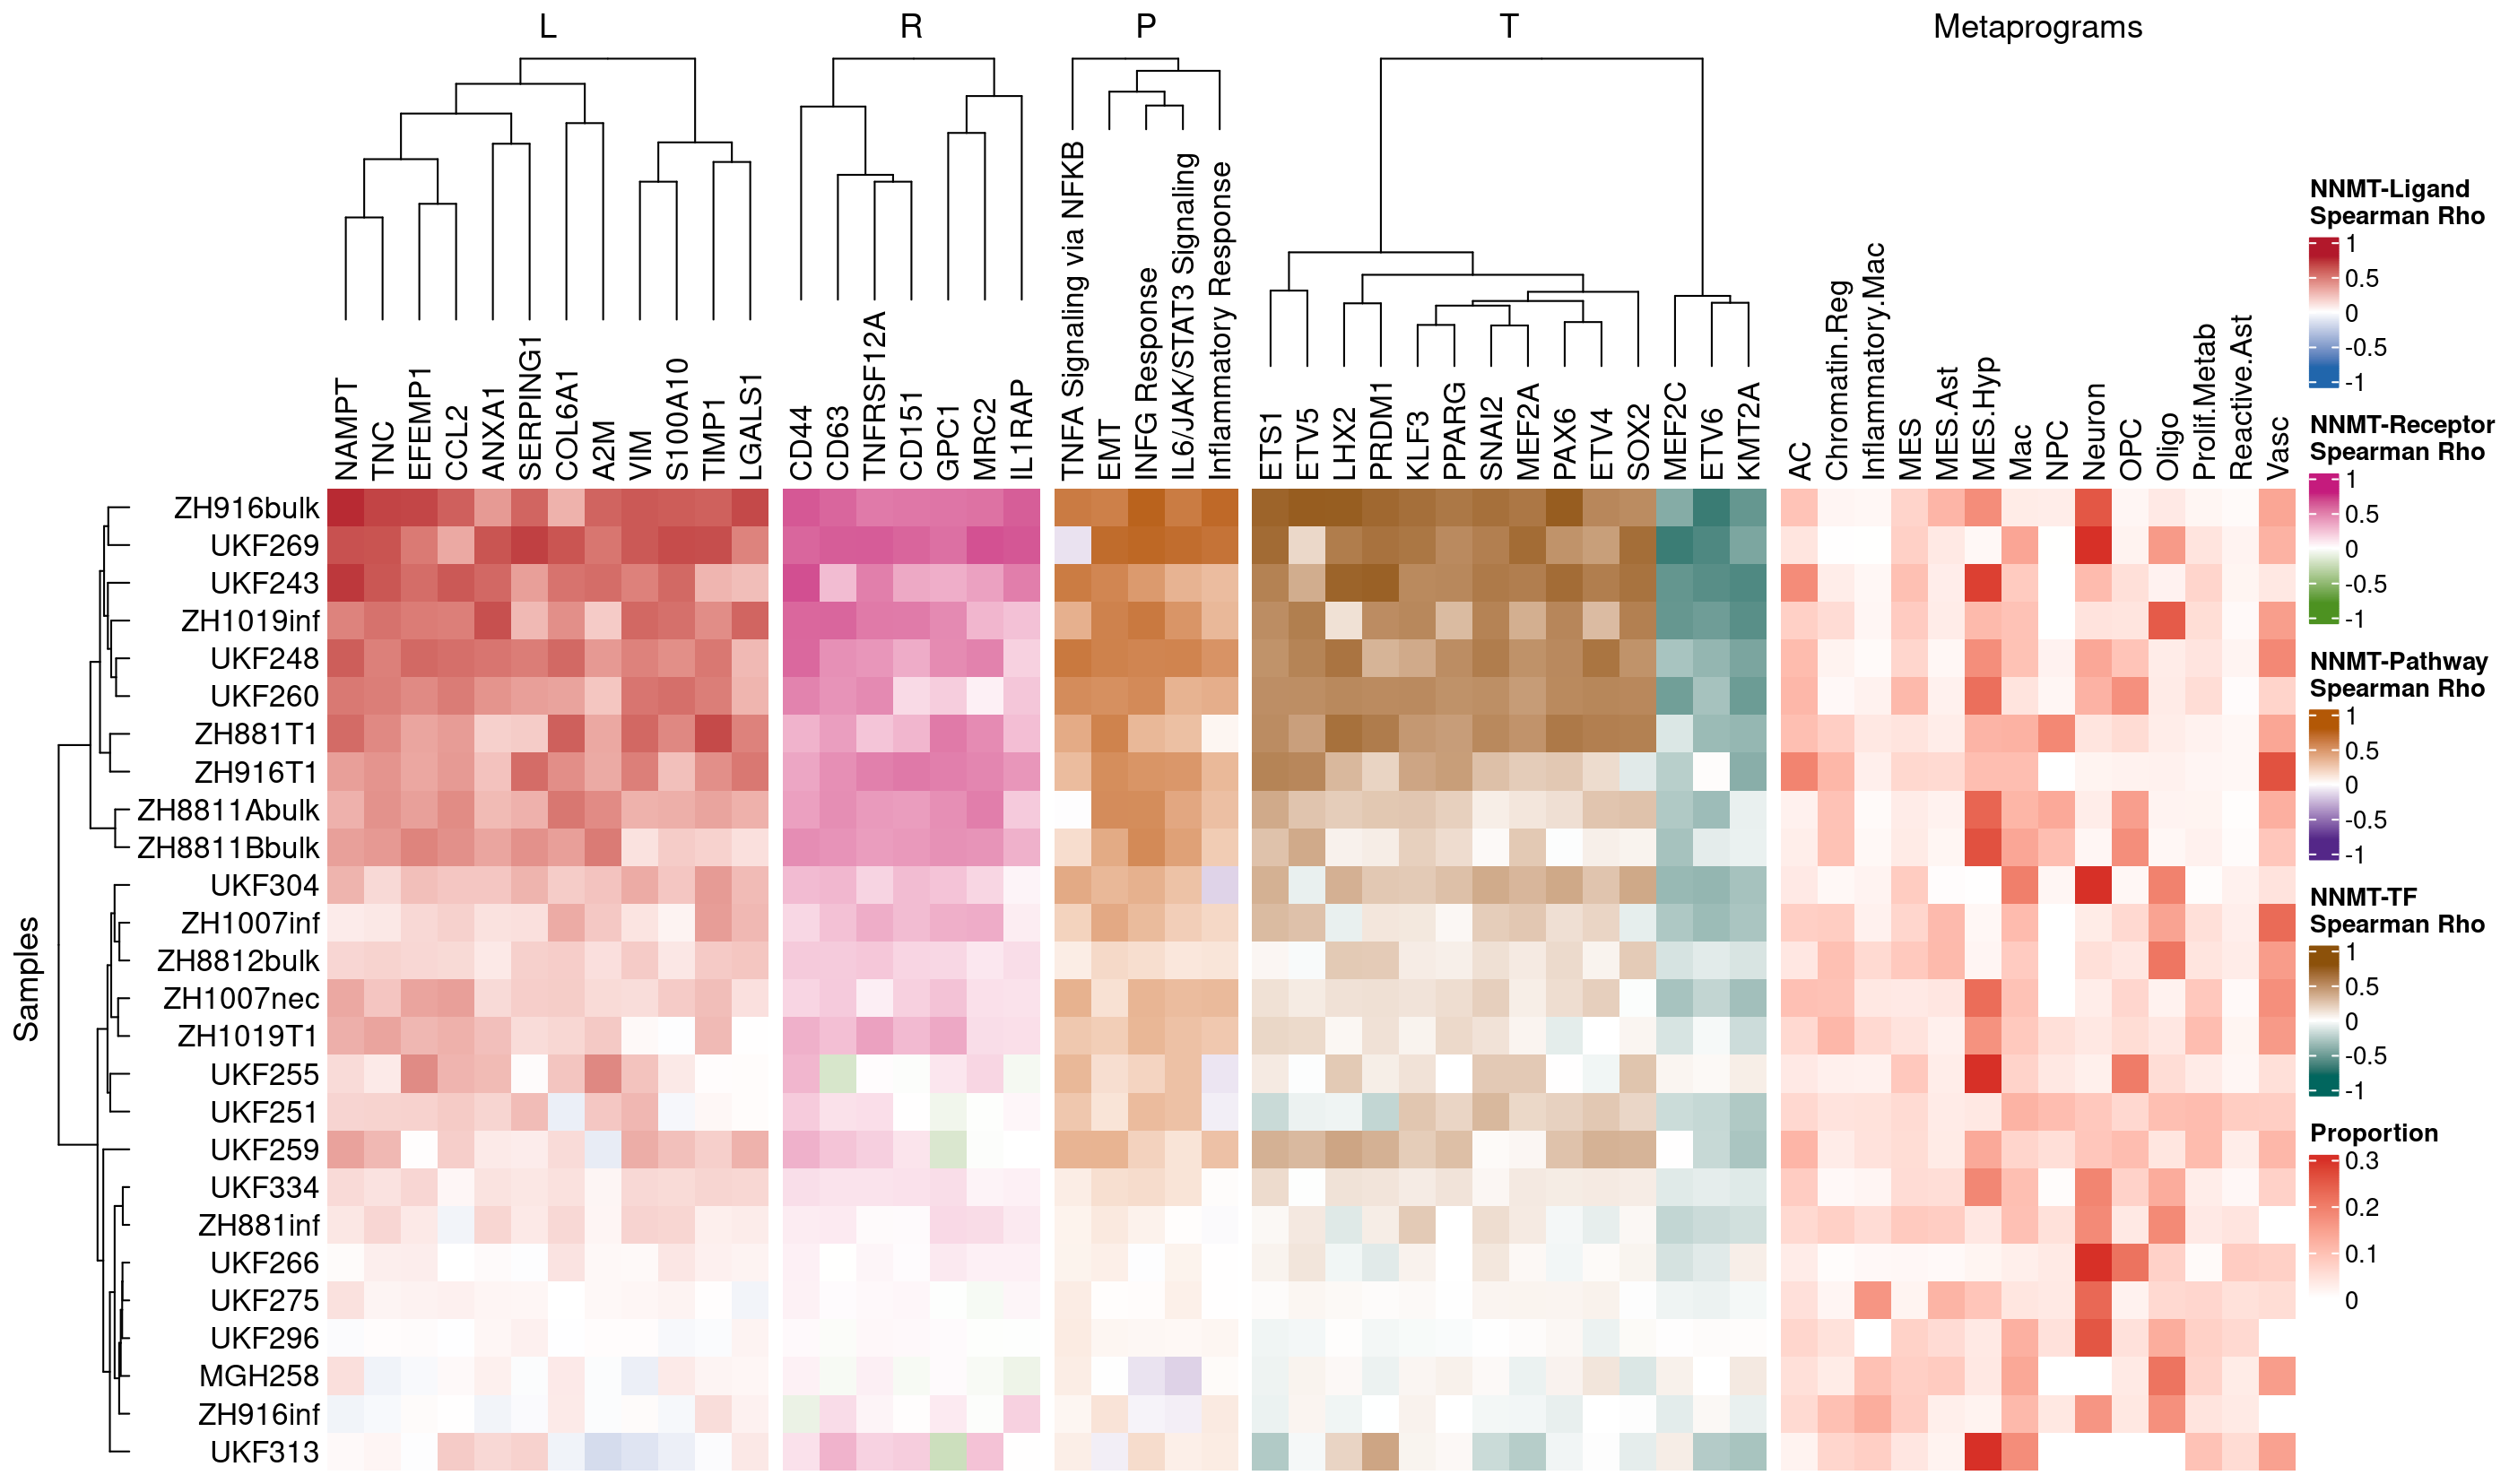 L R P T Metaprograms
NAMPT
TNC
EFEMP1
CCL2
ANXA1
SERPING1
COL6A1
A2M
VIM
S100A10
TIMP1
LGALS1
CD44
CD63
TNFRSF12A
CD151
GPC1
MRC2
IL1RAP
TNFA Signaling via NFKB
EMT
INFG Response
IL6/JAK/STAT3 Signaling
Inflammatory Response
ETS1
ETV5
LHX2
PRDM1
KLF3
PPARG
SNAI2
MEF2A
PAX6
ETV4
SOX2
MEF2C
ETV6
KMT2A
AC
Chromatin.Reg
Inflammatory.Mac
MES
MES.Ast
MES.Hyp
Mac
NPC
Neuron
OPC
Oligo
Prolif.Metab
Reactive.Ast
Vasc
Samples
ZH916bulk
UKF269
UKF243
ZH1019inf
UKF248
UKF260
ZH881T1
ZH916T1
ZH8811Abulk
ZH8811Bbulk
UKF304
ZH1007inf
ZH8812bulk
ZH1007nec
ZH1019T1
UKF255
UKF251
UKF259
UKF334
ZH881inf
UKF266
UKF275
UKF296
MGH258
ZH916inf
UKF313
NNMT-Ligand
Spearman Rho
1
0.5
0
-0.5
-1
NNMT-Receptor
Spearman Rho
1
0.5
0
-0.5
-1
NNMT-Pathway
Spearman Rho
1
0.5
0
-0.5
-1
NNMT-TF
Spearman Rho
1
0.5
0
-0.5
-1
Proportion
0.3
0.2
0.1
0